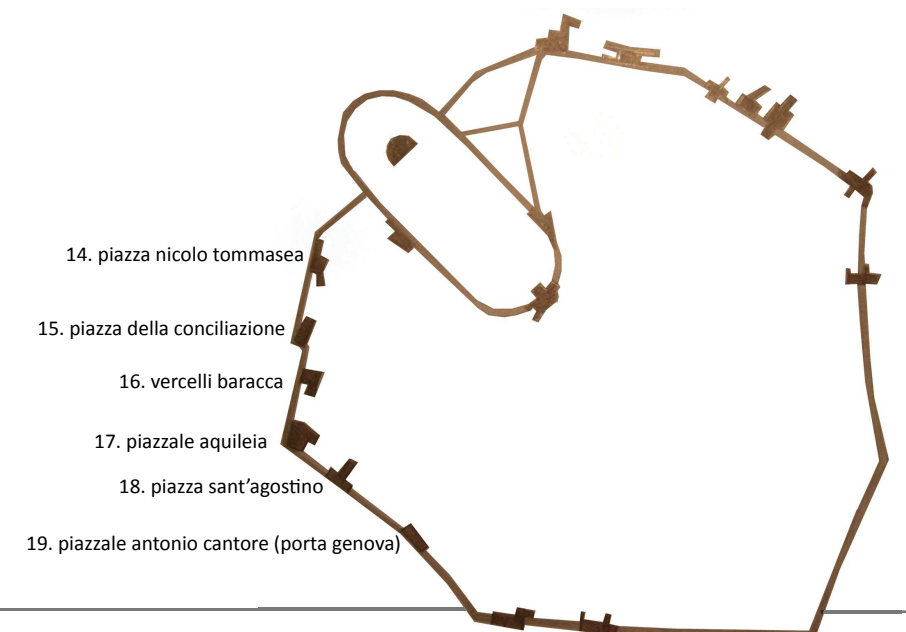 14. piazza nicolo tommasea
15. piazza della conciliazione
16. vercelli baracca
17. piazzale aquileia
18. piazza sant’agostino
19. piazzale antonio cantore (porta genova)